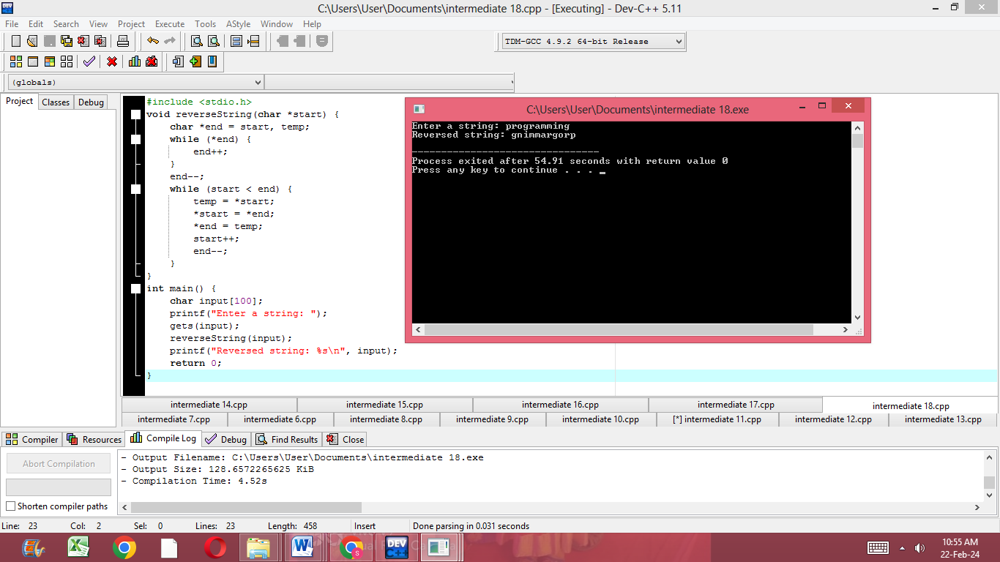 C:\Users\User\Documents\intermediate 18.cpp - [Executing] - Dev-C++ 5.11
File Edit Search View Project Execute Tools AStyle Window Help
TDM-GCC 4.9.2 64-bit Release
(globals)
Project Classes Debug
#include <stdio.h>
void reverseString(char *start) {
    char *end = start, temp;
    while (*end) {
        end++;
    }
    end--;
    while (start < end) {
        temp = *start;
        *start = *end;
        *end = temp;
        start++;
        end--;
    }
}
int main() {
    char input[100];
    printf("Enter a string: ");
    gets(input);
    reverseString(input);
    printf("Reversed string: %s\n", input);
    return 0;
}
C:\Users\User\Documents\intermediate 18.exe
Enter a string: programming
Reversed string: gnimmargorp
--------------------------------
Process exited after 54.91 seconds with return value 0
Press any key to continue . . . _
intermediate 14.cpp intermediate 15.cpp intermediate 16.cpp intermediate 17.cpp intermediate 18.cpp
intermediate 7.cpp intermediate 6.cpp intermediate 8.cpp intermediate 9.cpp intermediate 10.cpp [*] intermediate 11.cpp intermediate 12.cpp intermediate 13.cpp
Compiler Resources Compile Log Debug Find Results Close
Abort Compilation
Shorten compiler paths
- Output Filename: C:\Users\User\Documents\intermediate 18.exe
- Output Size: 128.6572265625 KiB
- Compilation Time: 4.52s
Line: 23 Col: 2 Sel: 0 Lines: 23 Length: 458 Insert Done parsing in 0.031 seconds
DEV C++
10:55 AM
22-Feb-24